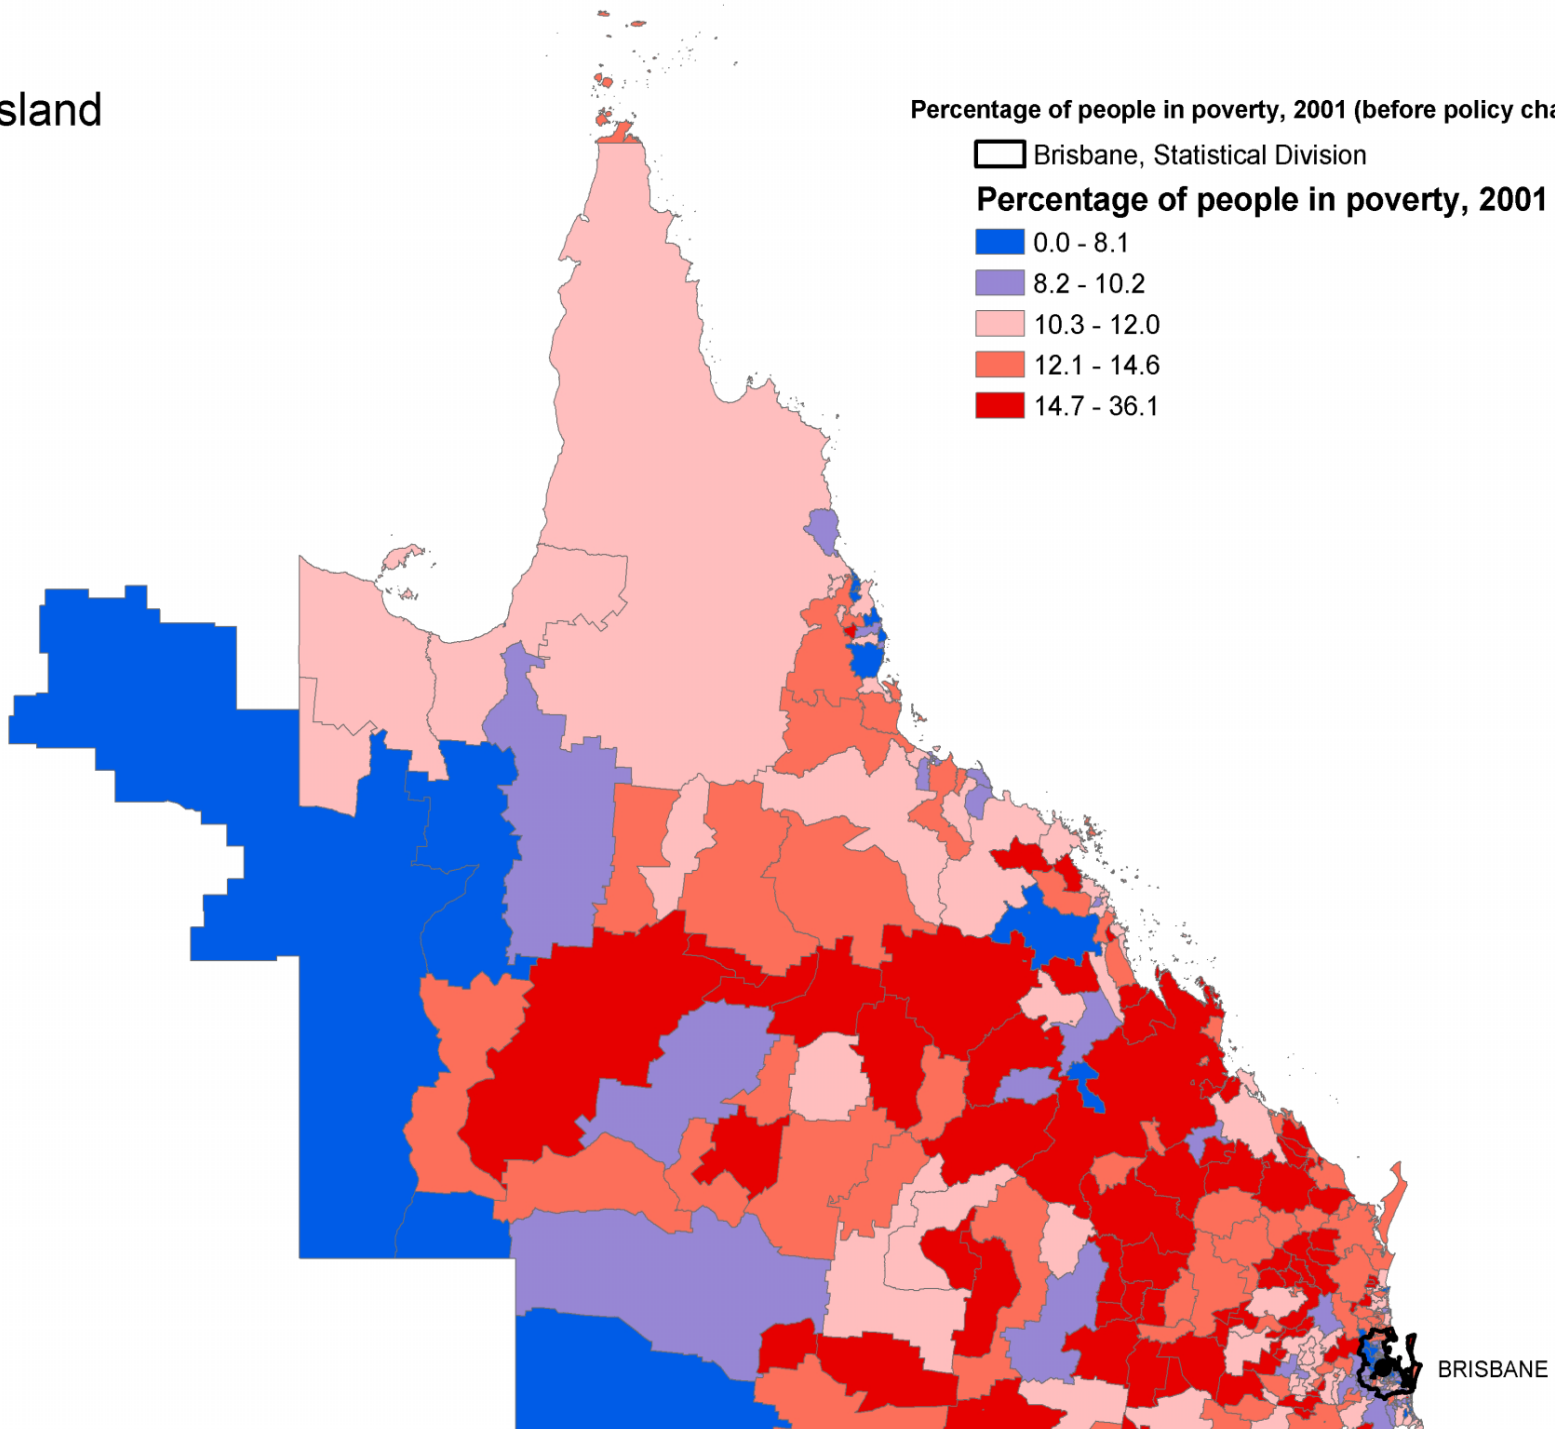 sland
Percentage of people in poverty, 2001 (before policy cha
Brisbane, Statistical Division
Percentage of people in poverty, 2001
0.0 - 8.1
8.2 - 10.2
10.3 - 12.0
12.1 - 14.6
14.7 - 36.1
BRISBANE